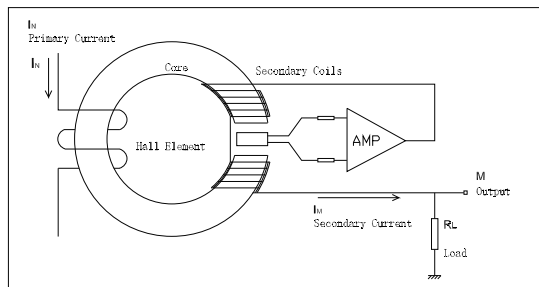 IN
Primary Current
IN
Core
Secondary Coils
Hall Element
AMP
M
Output
IM
Secondary Current
RL
Load